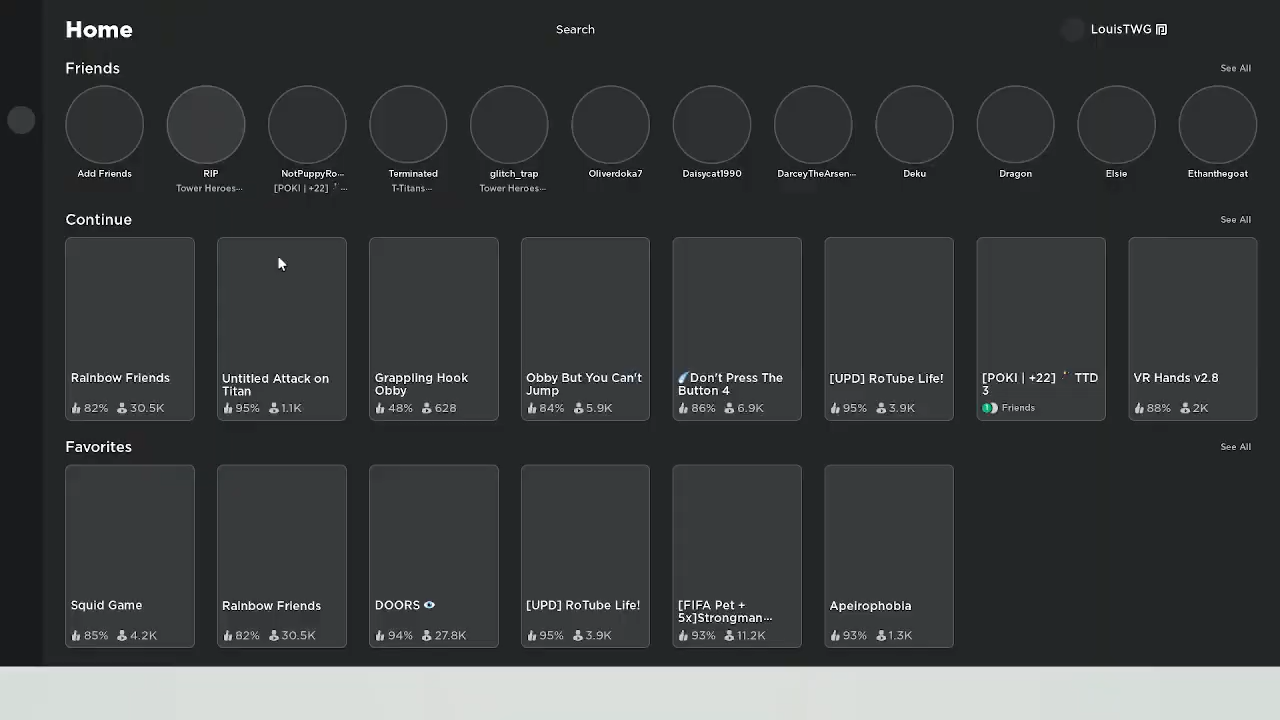 Home
Search
LouisTWG
Friends
See All
Add Friends
RIP
NotPuppyRo...
Terminated
glitch_trap
Oliverdoka7
Daisycat1990
DarceyTheArsen...
Deku
Dragon
Elsie
Ethanthegoat
Tower Heroes...
[POKI | +22] ...
T-Titans...
Tower Heroes...
Continue
See All
Rainbow Friends
82% 30.5K
Untitled Attack on
Titan
95% 1.1K
Grappling Hook
Obby
48% 628
Obby But You Can't
Jump
84% 5.9K
Don't Press The
Button 4
86% 6.9K
[UPD] RoTube Life!
95% 3.9K
[POKI | +22] TTD
3
1 Friends
VR Hands v2.8
88% 2K
Favorites
See All
Squid Game
85% 4.2K
Rainbow Friends
82% 30.5K
DOORS 👁
94% 27.8K
[UPD] RoTube Life!
95% 3.9K
[FIFA Pet +
5x]Strongman...
93% 11.2K
Apeirophobia
93% 1.3K